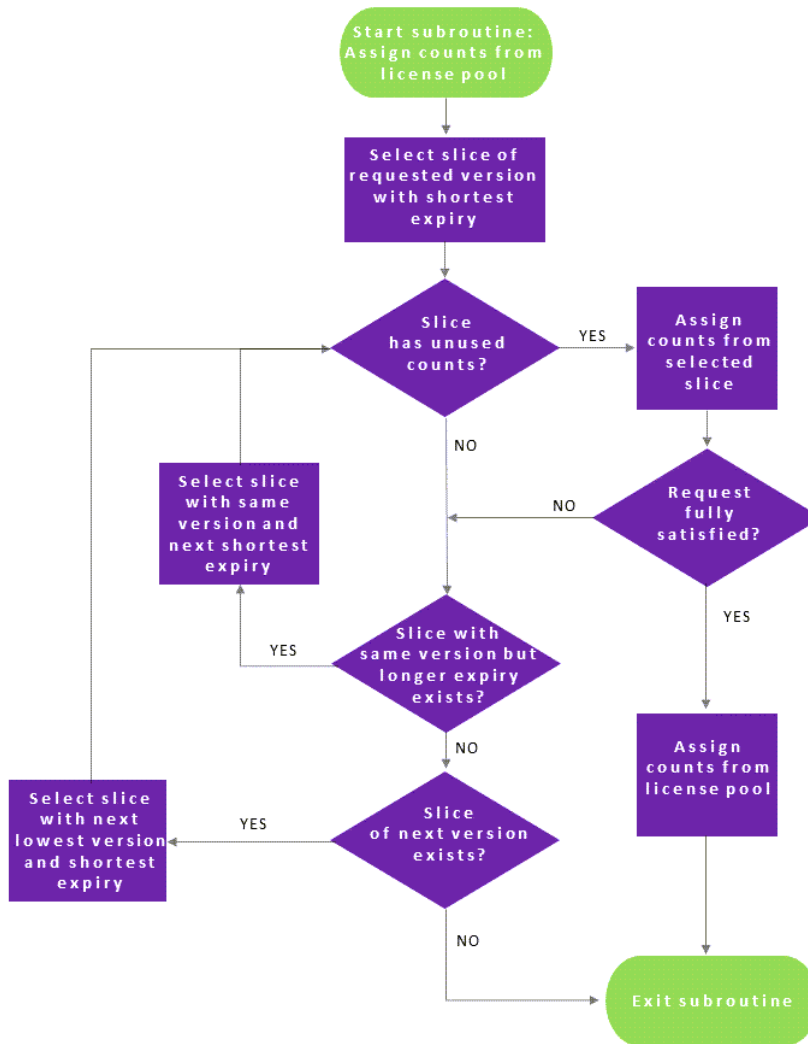 Start subroutine:
Assign counts from
license pool
Select slice of
requested version
with shortest
expiry
Slice
has unused
counts?
YES
Assign
counts from
selected
slice
NO
Select slice
with same
version and
next shortest
expiry
NO
Request
fully
satisfied?
YES
Slice with
same version but
longer expiry
exists?
YES
NO
Assign
counts from
license pool
Select slice
with next
lowest version
and shortest
expiry
YES
Slice
of next version
exists?
NO
Exit subroutine